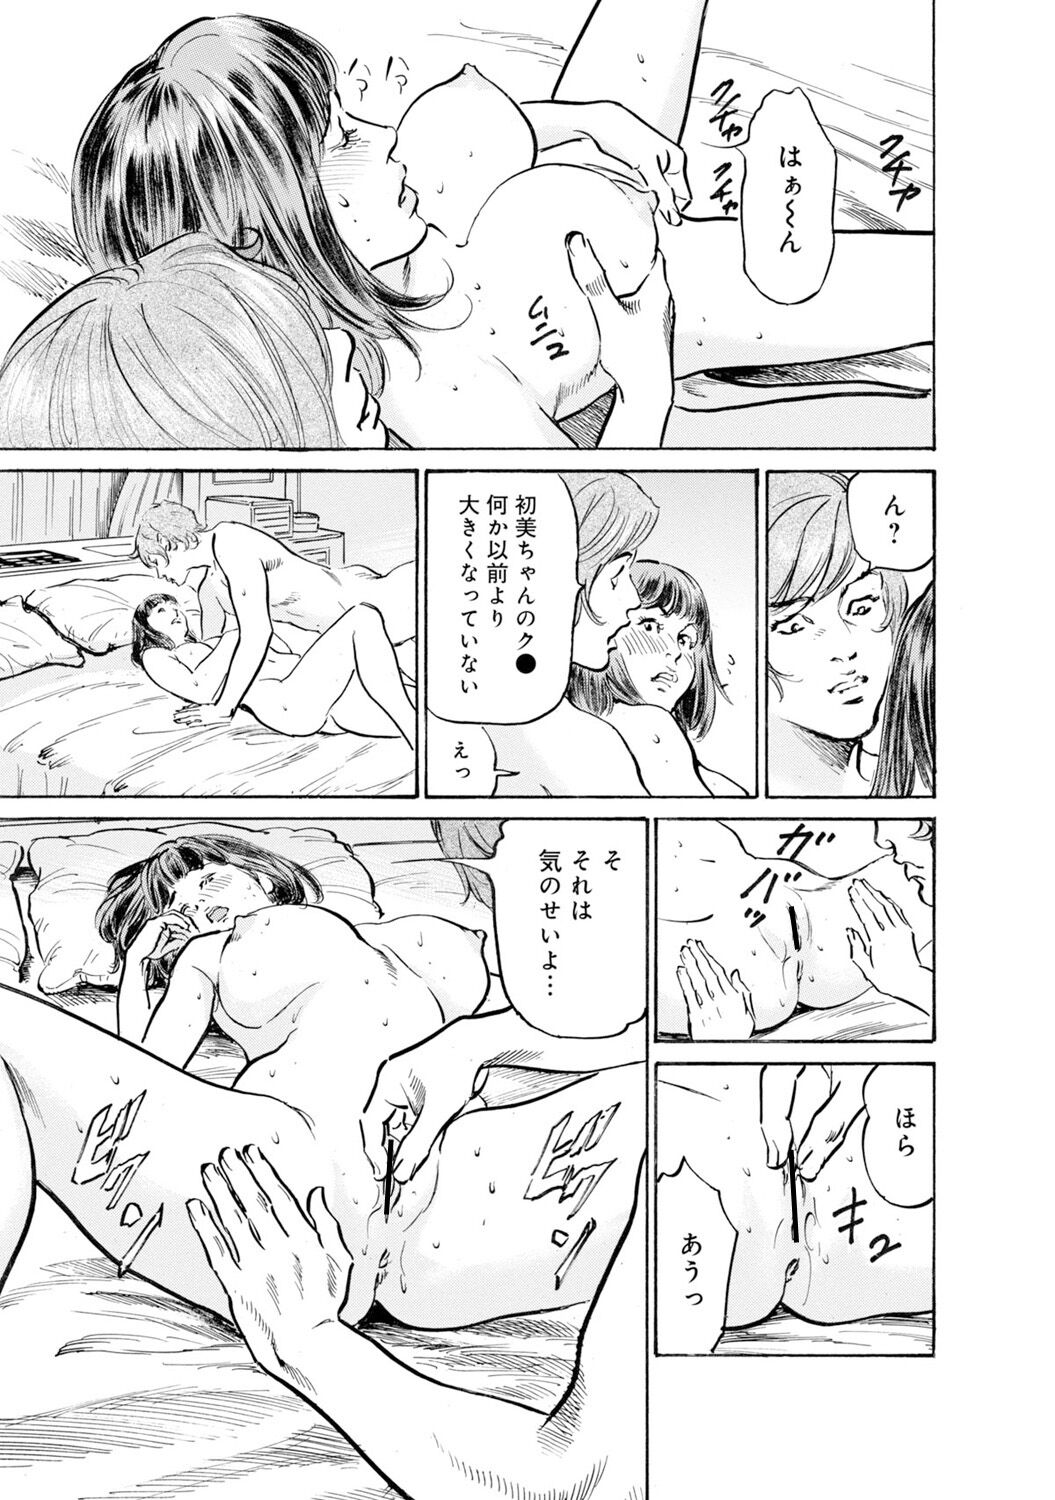 はぁ〜ん
クチャ
クチャ
クチャ
ムニュ
ん?
初美ちゃんのク●
何か以前より
大きくなっていない
えっ
ガバッ
ほら
キュ
あうっ
そ
それは
気のせいよ…
ビクン
ビクン